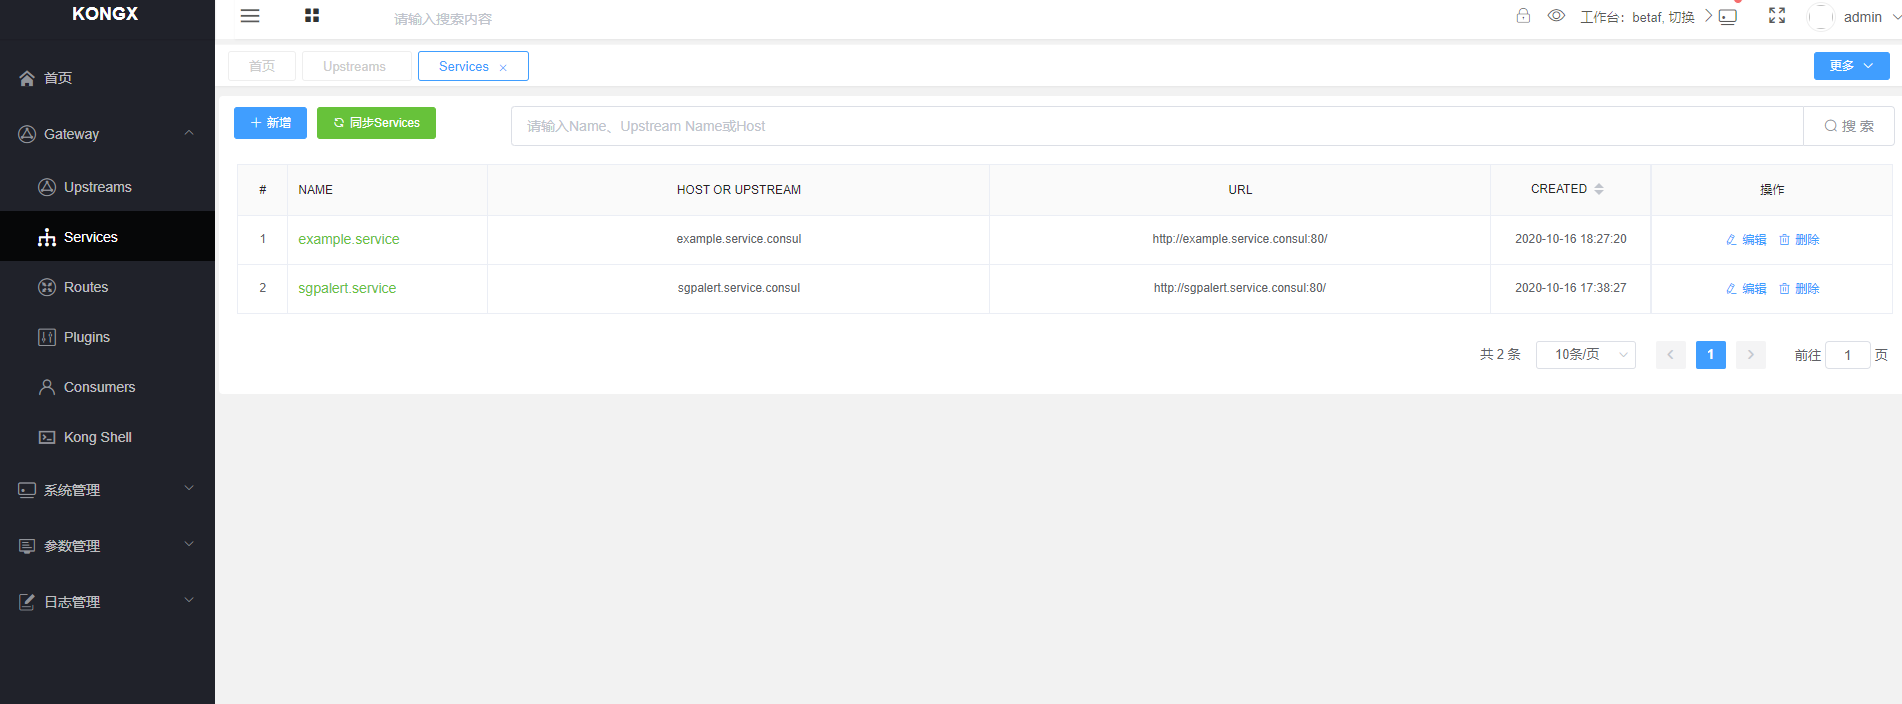 KONGX
首页
Gateway
Upstreams
Services
Routes
Plugins
Consumers
Kong Shell
系统管理
参数管理
日志管理
请输入搜索内容
工作台：betaf, 切换
admin
首页 Upstreams Services
更多
新增 同步Services 请输入Name、Upstream Name或Host 搜 索
# NAME HOST OR UPSTREAM URL CREATED 操作
1 example.service example.service.consul http://example.service.consul:80/ 2020-10-16 18:27:20 编辑 删除
2 sgpalert.service sgpalert.service.consul http://sgpalert.service.consul:80/ 2020-10-16 17:38:27 编辑 删除
共 2 条 10条/页 1 前往 1 页